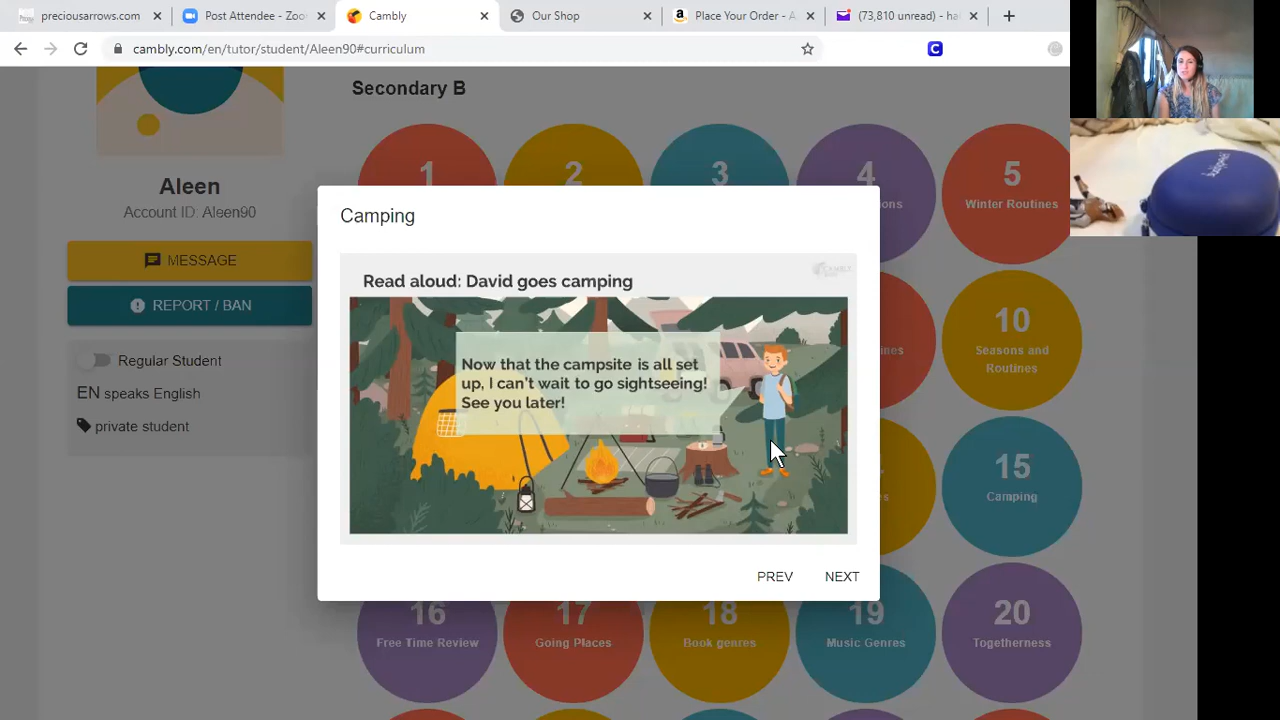 preciousarrows.com
Post Attendee - Zoo
Cambly
Our Shop
Place Your Order - A
(73,810 unread) - ha
cambly.com/en/tutor/student/Aleen90#curriculum
Secondary B
1
2
3
4
5
Winter Routines
Aleen
Account ID: Aleen90
MESSAGE
REPORT / BAN
Regular Student
EN speaks English
private student
Camping
Read aloud: David goes camping
Now that the campsite is all set
up, I can't wait to go sightseeing!
See you later!
PREV
NEXT
10
Seasons and
Routines
15
Camping
16
Free Time Review
17
Going Places
18
Book genres
19
Music Genres
20
Togetherness